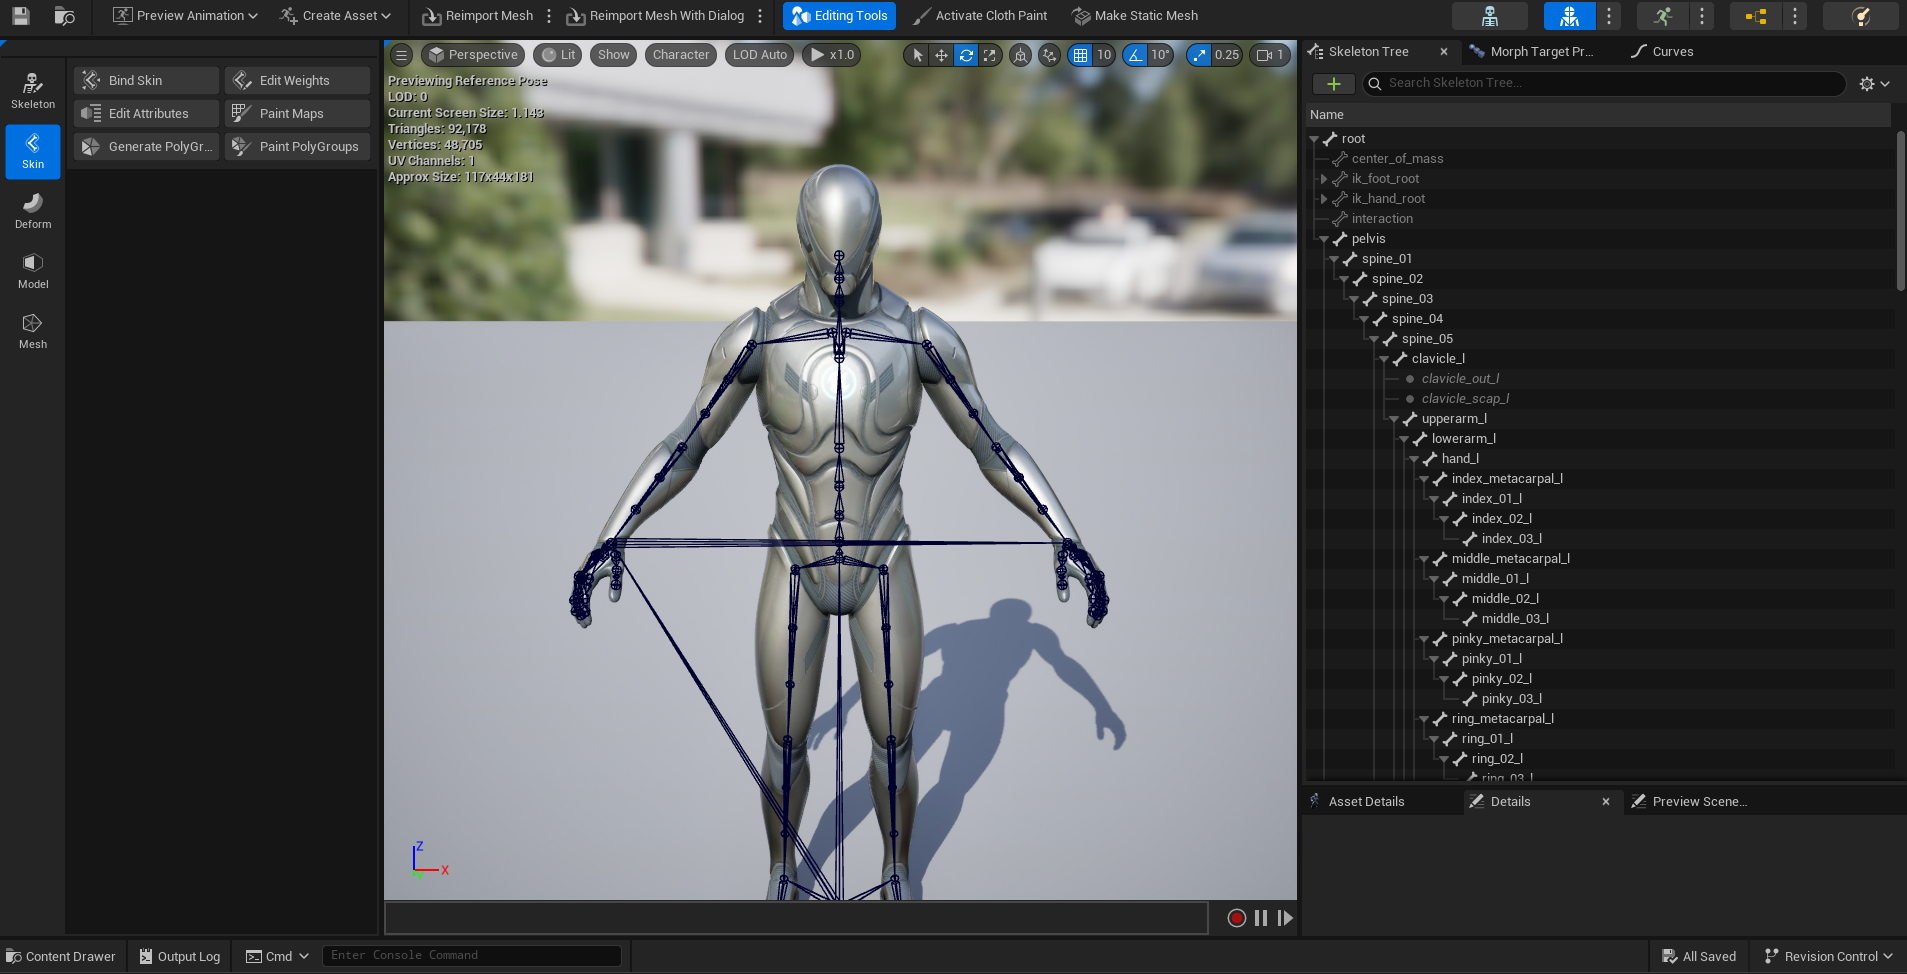 Preview Animation
Create Asset
Reimport Mesh
Reimport Mesh With Dialog
Editing Tools
Activate Cloth Paint
Make Static Mesh
Skeleton
Skin
Deform
Model
Mesh
Bind Skin
Edit Weights
Edit Attributes
Paint Maps
Generate PolyGr...
Paint PolyGroups
Perspective
Lit
Show
Character
LOD Auto
x1.0
10
10°
0.25
1
Previewing Reference Pose
LOD: 0
Current Screen Size: 1.143
Triangles: 92,178
Vertices: 48,705
UV Channels: 1
Approx Size: 117x44x181
Z
X
Y
Skeleton Tree
Morph Target Pr...
Curves
Search Skeleton Tree...
Name
root
center_of_mass
ik_foot_root
ik_hand_root
interaction
pelvis
spine_01
spine_02
spine_03
spine_04
spine_05
clavicle_l
clavicle_out_l
clavicle_scap_l
upperarm_l
lowerarm_l
hand_l
index_metacarpal_l
index_01_l
index_02_l
index_03_l
middle_metacarpal_l
middle_01_l
middle_02_l
middle_03_l
pinky_metacarpal_l
pinky_01_l
pinky_02_l
pinky_03_l
ring_metacarpal_l
ring_01_l
ring_02_l
ring_03_l
Asset Details
Details
Preview Scene...
Content Drawer
Output Log
Cmd
Enter Console Command
All Saved
Revision Control